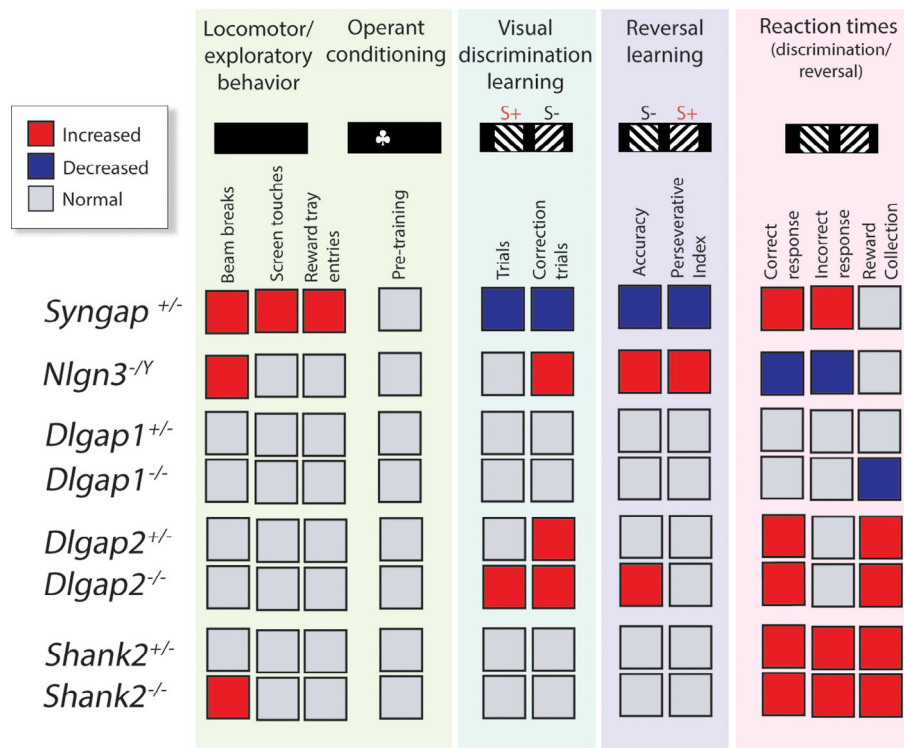 Locomotor/
exploratory
behavior
Operant
conditioning
Visual
discrimination
learning
Reversal
learning
Reaction times
(discrimination/
reversal)
S+
S-
S-
S+
Increased
Decreased
Normal
Beam breaks
Screen touches
Reward tray
entries
Pre-training
Trials
Correction
trials
Accuracy
Perseverative
Index
Correct
response
Incorrect
response
Reward
Collection
Syngap +/-
Nlgn3-/Y
Dlgap1+/-
Dlgap1-/-
Dlgap2+/-
Dlgap2-/-
Shank2+/-
Shank2-/-